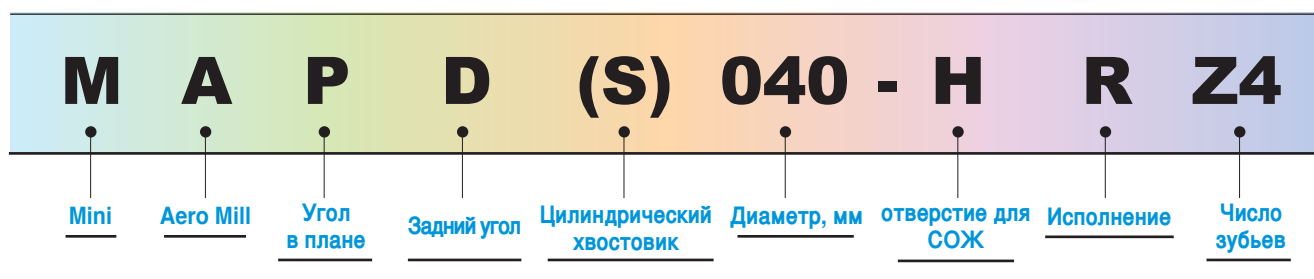 M A P D (S) 040 - H R Z4
Mini Aero Mill Угол в плане Задний угол Цилиндрический хвостовик Диаметр, мм отверстие для СОЖ Исполнение Число зубьев